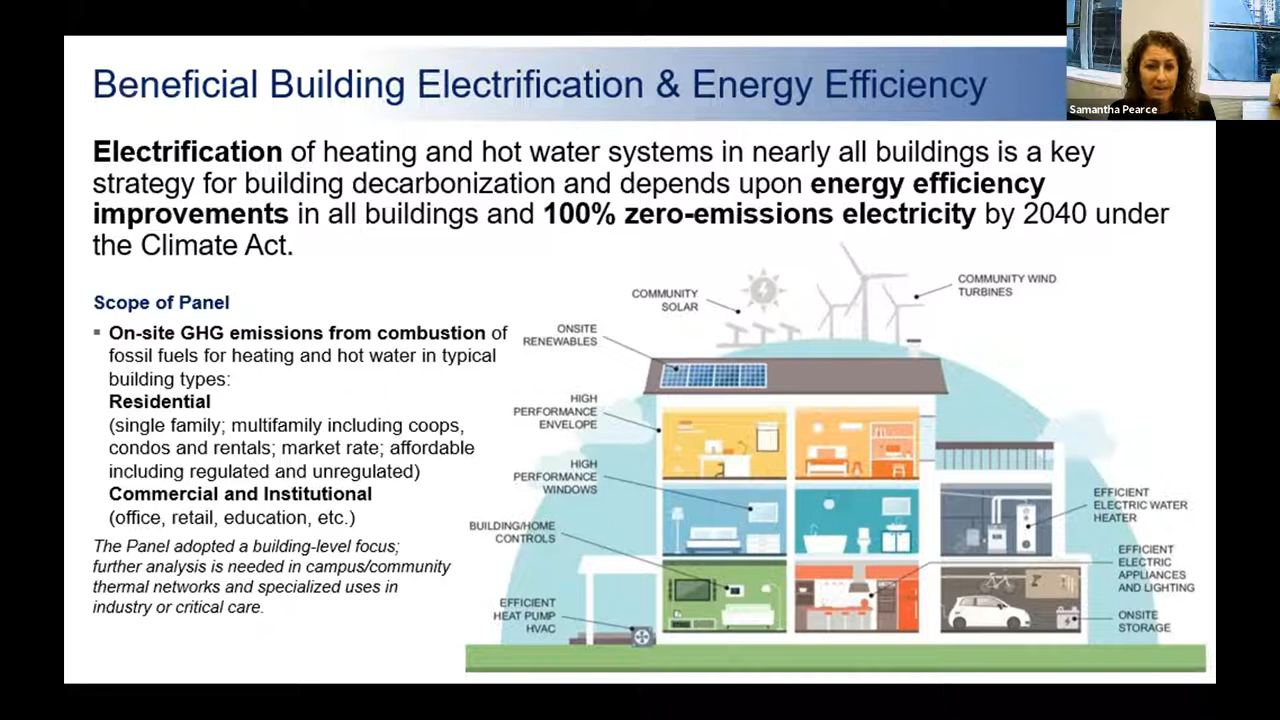 Beneficial Building Electrification & Energy Efficiency
Samantha Pearce
Electrification of heating and hot water systems in nearly all buildings is a key
strategy for building decarbonization and depends upon energy efficiency
improvements in all buildings and 100% zero-emissions electricity by 2040 under
the Climate Act.
Scope of Panel
▪ On-site GHG emissions from combustion of
fossil fuels for heating and hot water in typical
building types:
Residential
(single family; multifamily including coops,
condos and rentals; market rate; affordable
including regulated and unregulated)
Commercial and Institutional
(office, retail, education, etc.)
The Panel adopted a building-level focus;
further analysis is needed in campus/community
thermal networks and specialized uses in
industry or critical care.
COMMUNITY
SOLAR
COMMUNITY WIND
TURBINES
ONSITE
RENEWABLES
HIGH
PERFORMANCE
ENVELOPE
HIGH
PERFORMANCE
WINDOWS
BUILDING/HOME
CONTROLS
EFFICIENT
HEAT PUMP
HVAC
EFFICIENT
ELECTRIC WATER
HEATER
EFFICIENT
ELECTRIC
APPLIANCES
AND LIGHTING
ONSITE
STORAGE